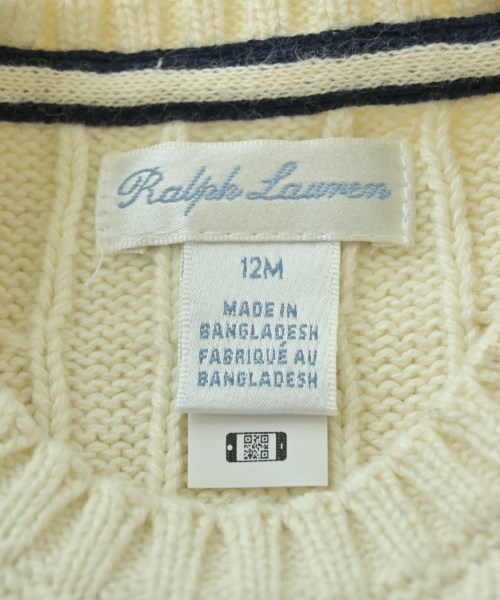 Ralph Lauren
12M
MADE IN
BANGLADESH
FABRIQUÉ AU
BANGLADESH